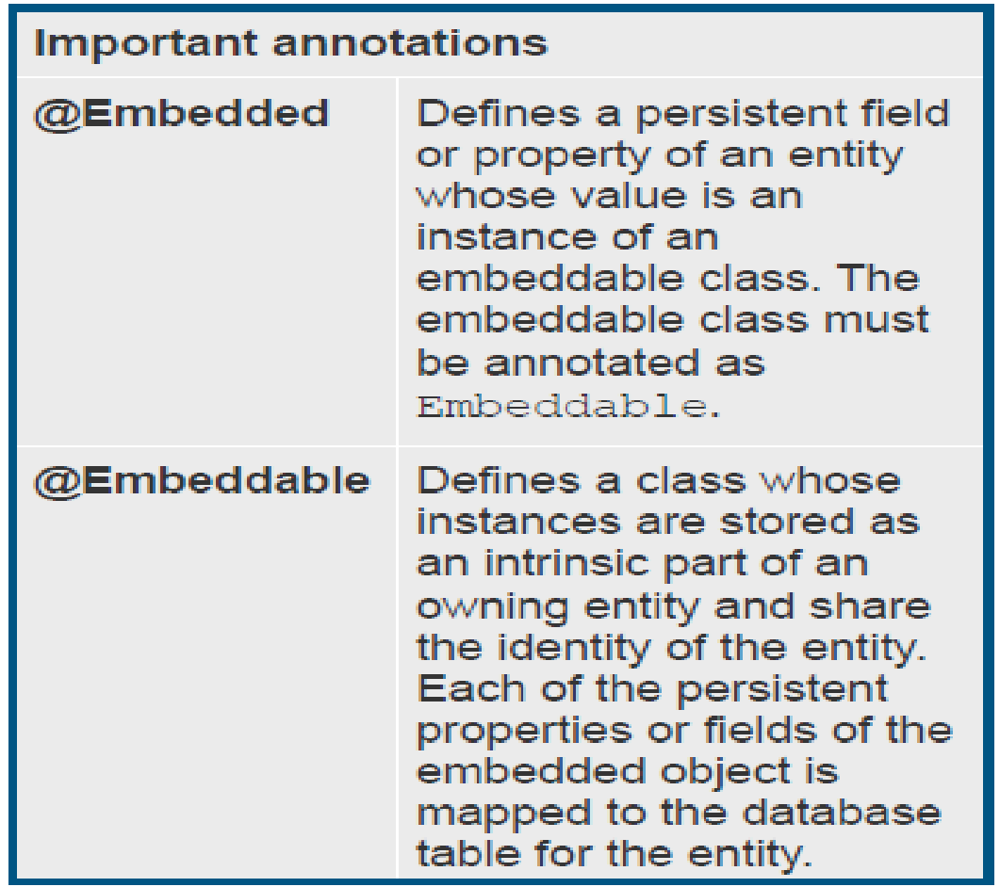 Important annotations
@Embedded
Defines a persistent field
or property of an entity
whose value is an
instance of an
embeddable class. The
embeddable class must
be annotated as
Embeddable.
@Embeddable
Defines a class whose
instances are stored as
an intrinsic part of an
owning entity and share
the identity of the entity.
Each of the persistent
properties or fields of the
embedded object is
mapped to the database
table for the entity.